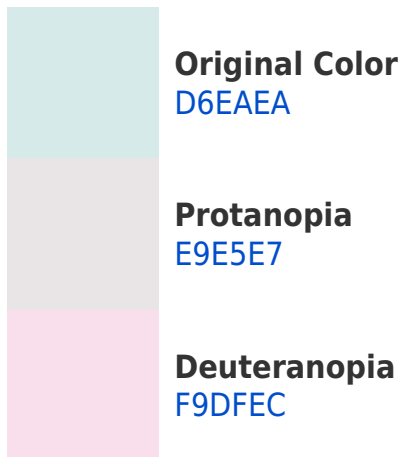 Original Color
D6EAEA
Protanopia
E9E5E7
Deuteranopia
F9DFEC